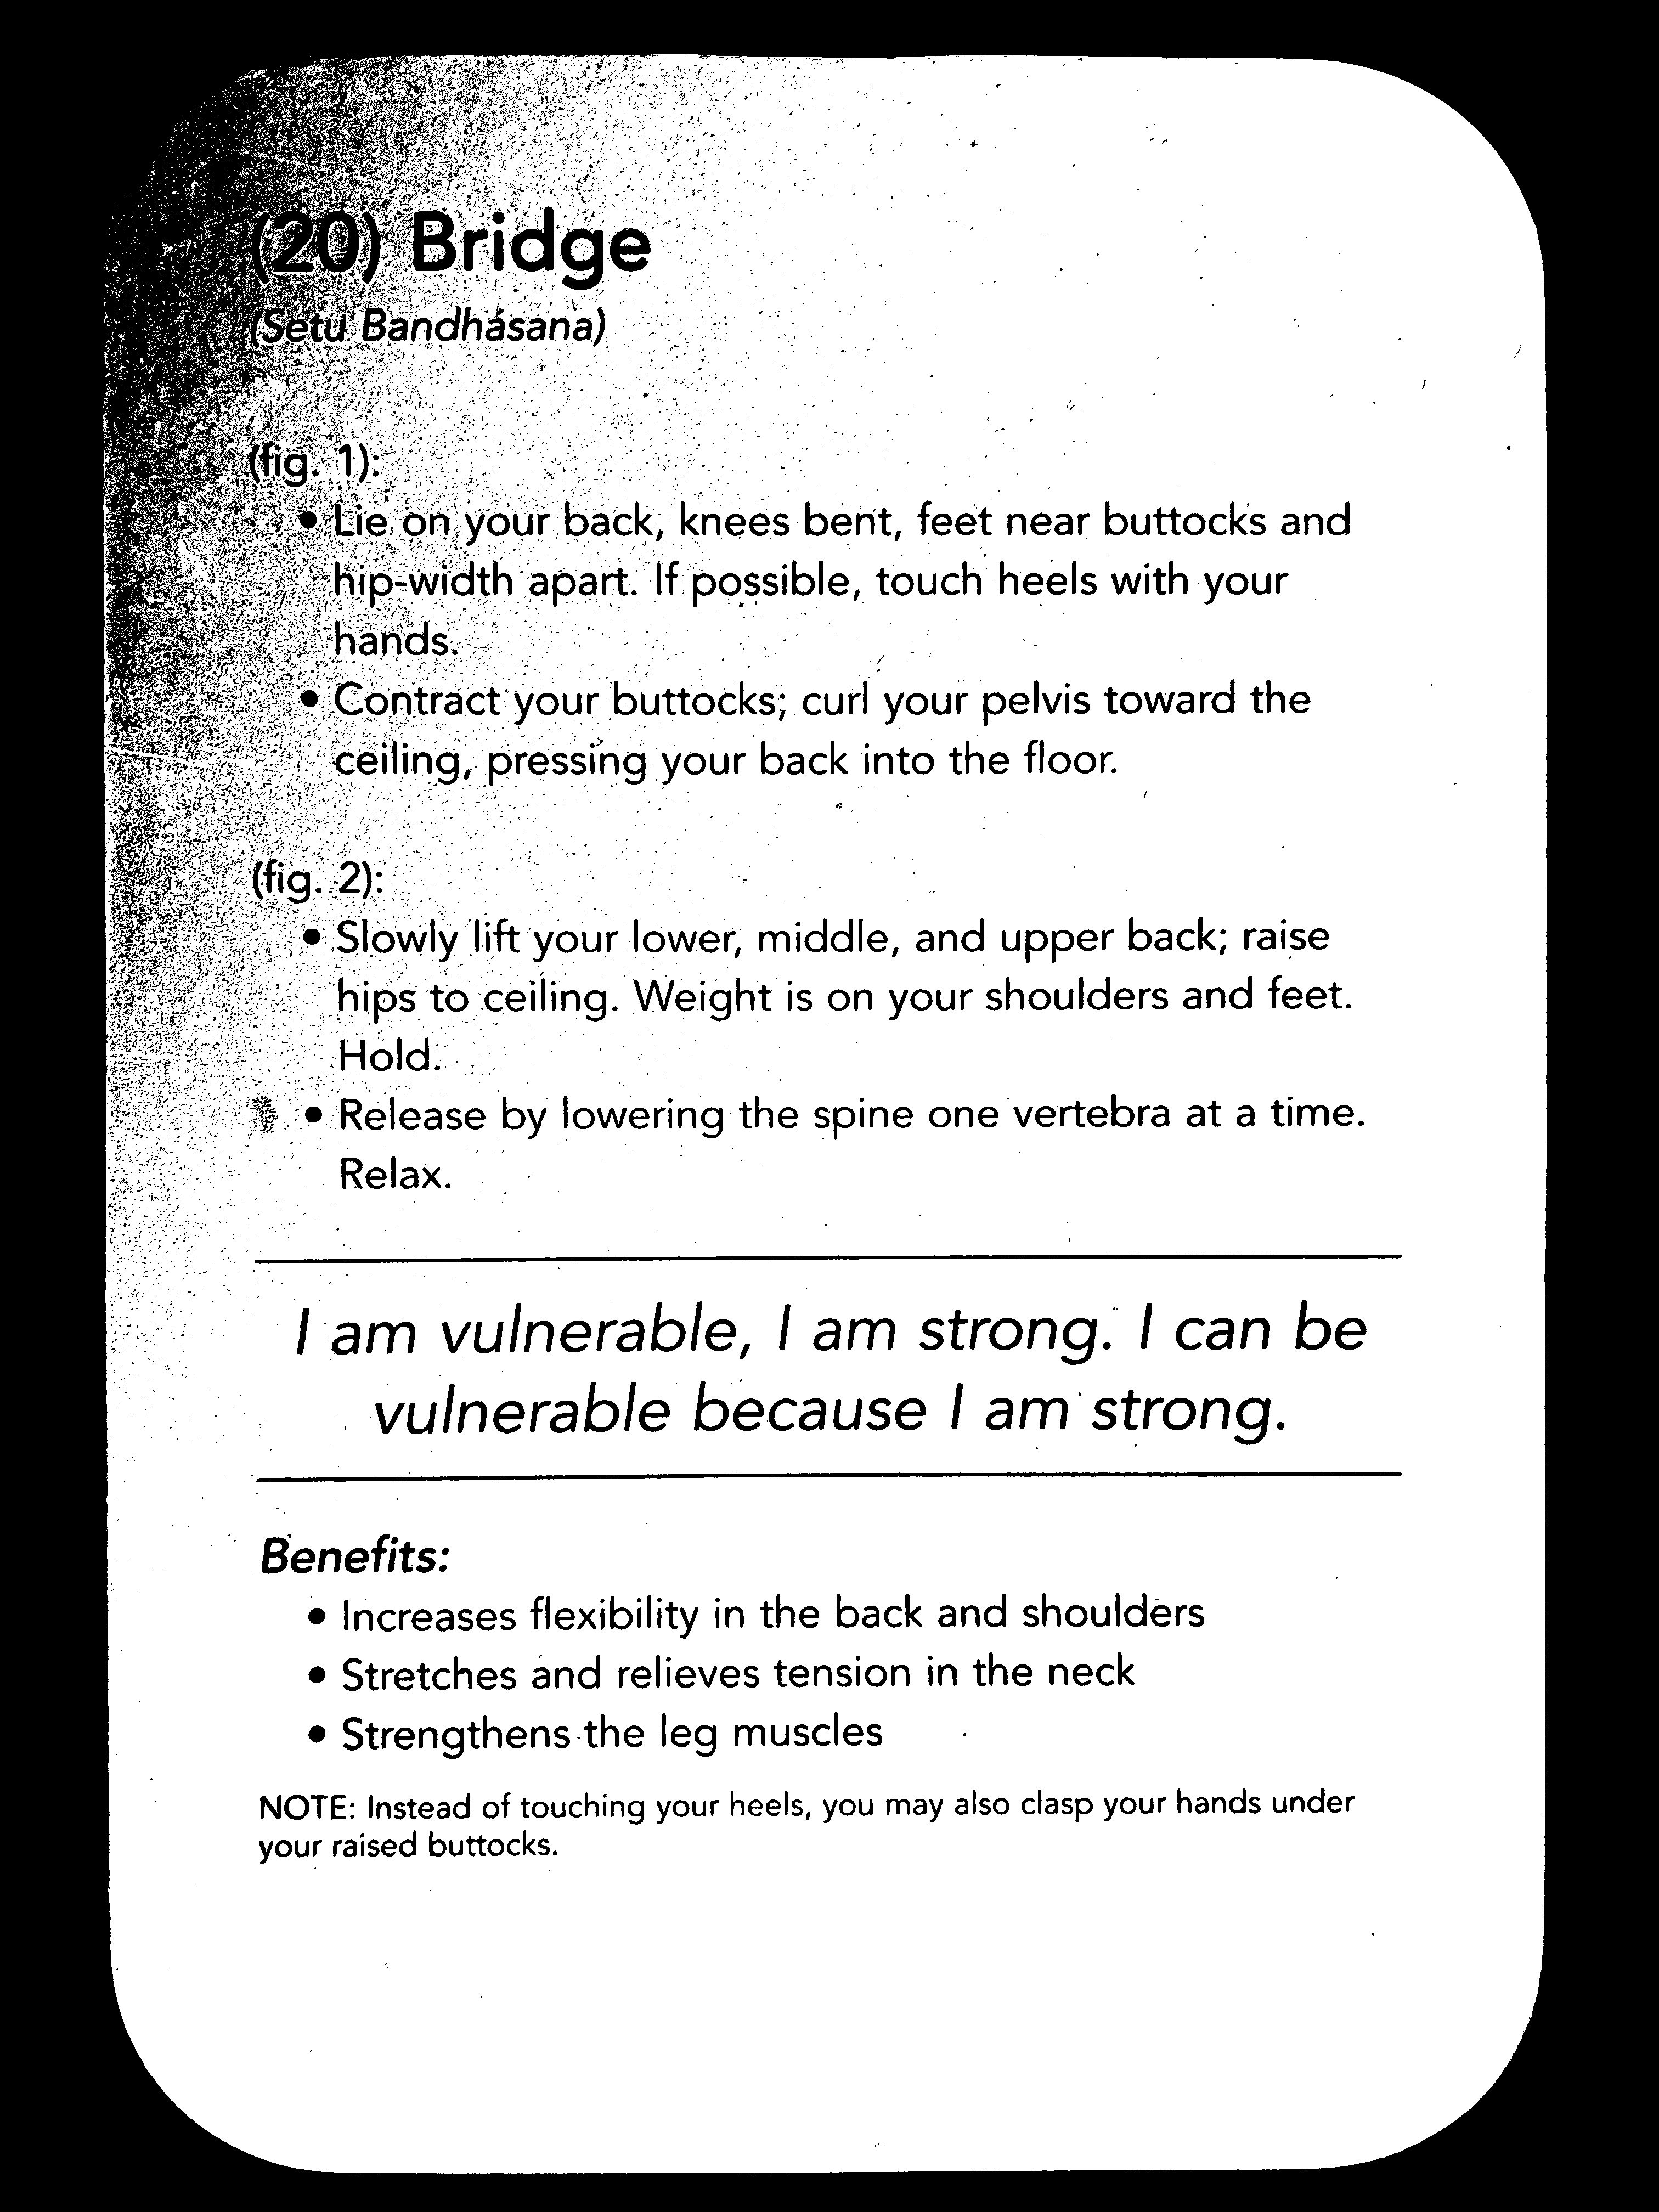 (20) Bridge
(Setu Bandhásana)
(fig. 1):
• Lie on your back, knees bent, feet near buttocks and
hip-width apart. If possible, touch heels with your
hands.
• Contract your buttocks; curl your pelvis toward the
ceiling, pressing your back into the floor.
(fig. 2):
• Slowly lift your lower, middle, and upper back; raise
hips to ceiling. Weight is on your shoulders and feet.
Hold.
• Release by lowering the spine one vertebra at a time.
Relax.
I am vulnerable, I am strong. I can be
vulnerable because I am strong.
Benefits:
• Increases flexibility in the back and shoulders
• Stretches and relieves tension in the neck
• Strengthens the leg muscles
NOTE: Instead of touching your heels, you may also clasp your hands under
your raised buttocks.